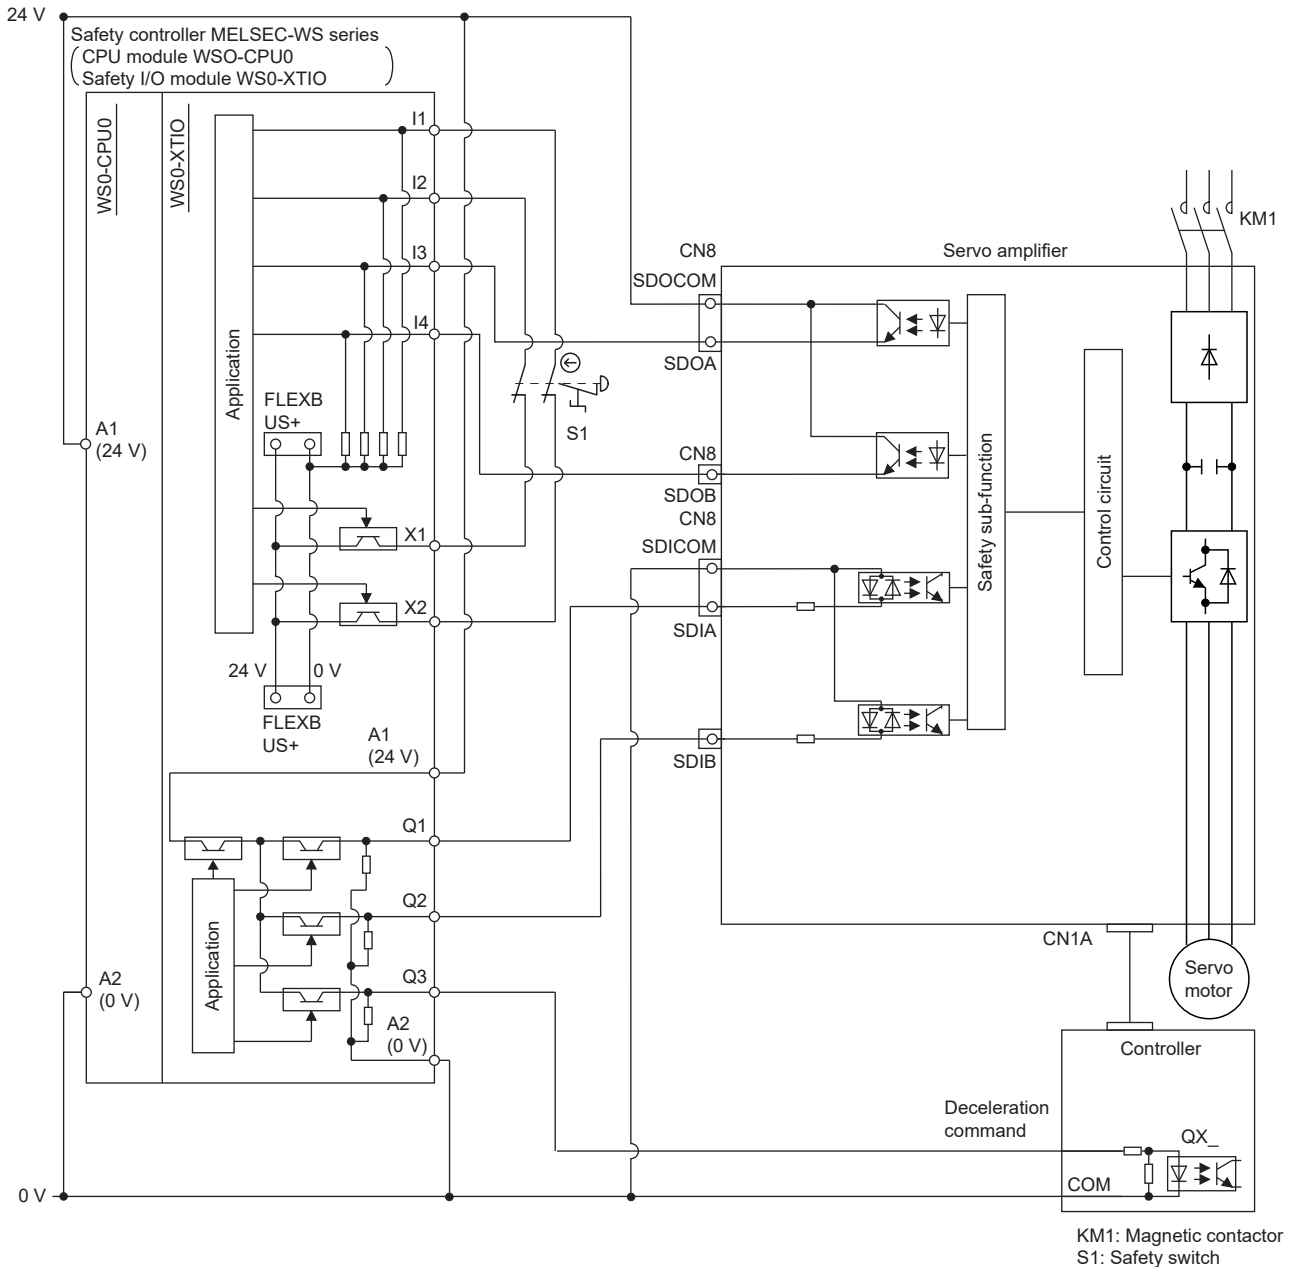 24 V
Safety controller MELSEC-WS series
CPU module WSO-CPU0
Safety I/O module WS0-XTIO
WS0-CPU0
WS0-XTIO
Application
I1
I2
I3
I4
FLEXB
US+
A1
(24 V)
X1
X2
24 V
0 V
FLEXB
US+
A1
(24 V)
Q1
Q2
Q3
Application
A2
(0 V)
A2
(0 V)
0 V
S1
CN8
SDOCOM
SDOA
CN8
SDOB
CN8
SDICOM
SDIA
SDIB
Servo amplifier
Safety sub-function
Control circuit
KM1
CN1A
Servo
motor
Controller
Deceleration
command
QX_
COM
KM1: Magnetic contactor
S1: Safety switch